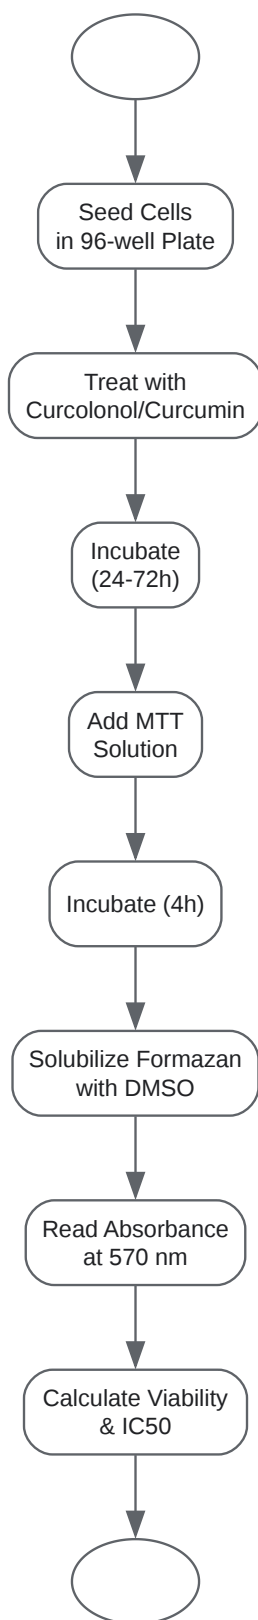 Seed Cells
in 96-well Plate
Treat with
Curcolonol/Curcumin
Incubate
(24-72h)
Add MTT
Solution
Incubate (4h)
Solubilize Formazan
with DMSO
Read Absorbance
at 570 nm
Calculate Viability
& IC50